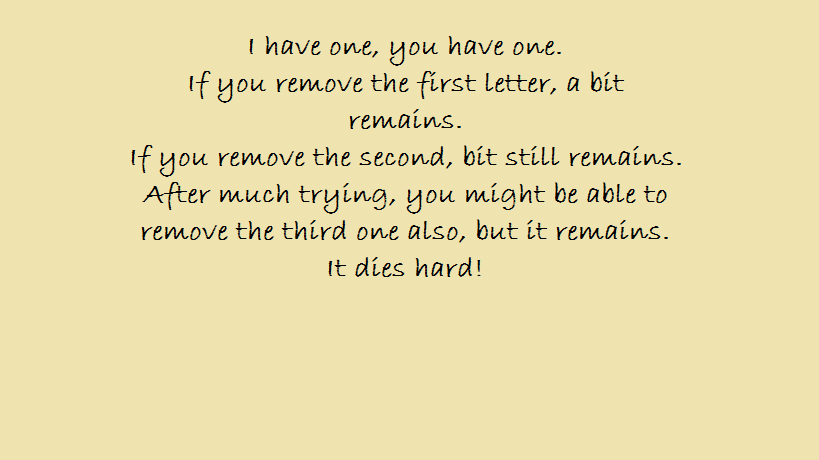 I have one, you have one.
If you remove the first letter, a bit
remains.
If you remove the second, bit still remains.
After much trying, you might be able to
remove the third one also, but it remains.
It dies hard!